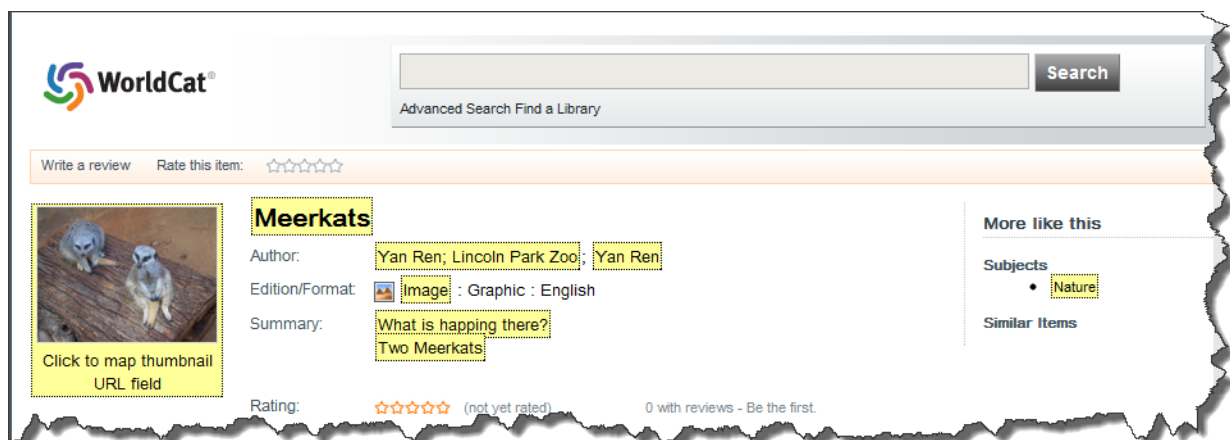 WorldCat®
Search
Advanced Search Find a Library
Write a review Rate this item:
Meerkats
Author: Yan Ren; Lincoln Park Zoo; Yan Ren
Edition/Format: Image : Graphic : English
Summary: What is happing there?
Two Meerkats
Click to map thumbnail
URL field
Rating: (not yet rated) 0 with reviews - Be the first.
More like this
Subjects
• Nature
Similar Items